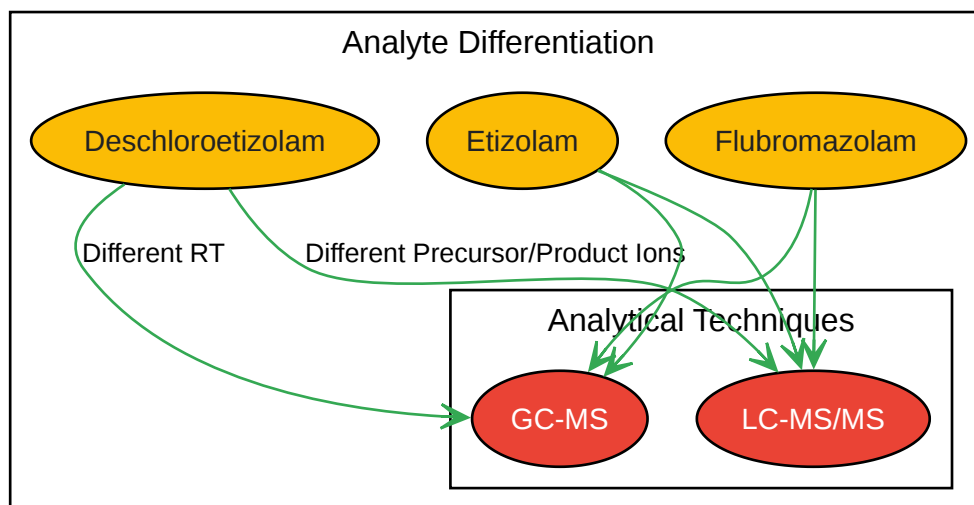 Analyte Differentiation
Deschloroetizolam
Etizolam
Flubromazolam
Different RT
Different Precursor/Product Ions
Analytical Techniques
GC-MS
LC-MS/MS